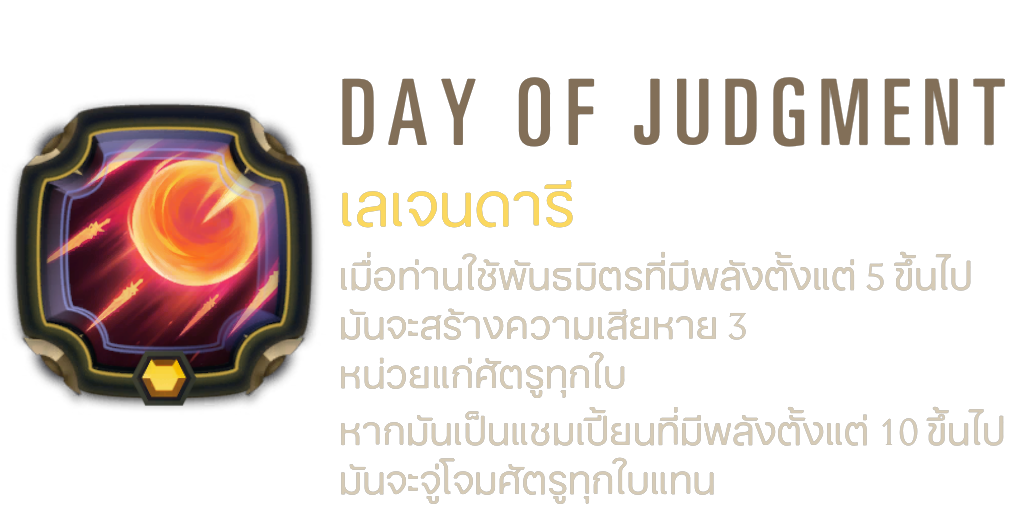 DAY OF JUDGMENT
เลเจนดารี
เมื่อท่านใช้พันธมิตรที่มีพลังตั้งแต่ 5 ขึ้นไป
มันจะสร้างความเสียหาย 3
หน่วยแก่ศัตรูทุกใบ
หากมันเป็นแชมเปี้ยนที่มีพลังตั้งแต่ 10 ขึ้นไป
มันจะจู่โจมศัตรูทุกใบแทน